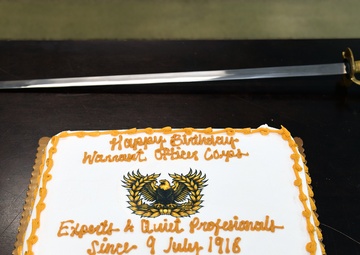 Happy Birthday
Warrant Officer Corps
Experts & Quiet Profesionals
Since 9 July 1918